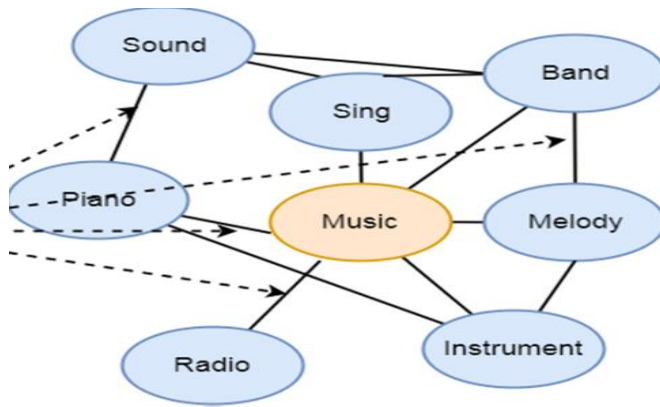 Sound
Band
Sing
Piano
Music
Melody
Instrument
Radio